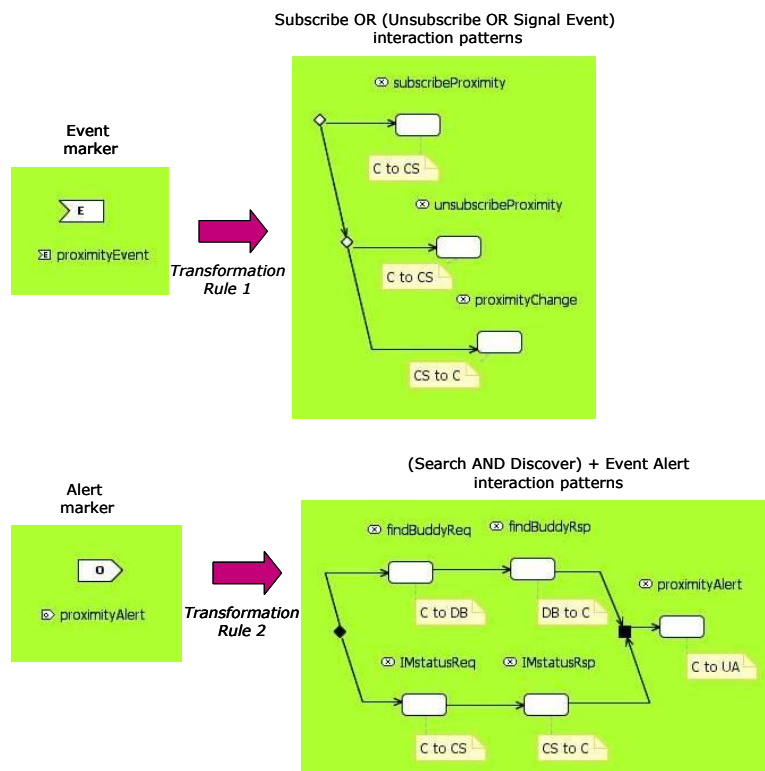 Subscribe OR (Unsubscribe OR Signal Event)
interaction patterns
Event
marker
E
E proximityEvent
Transformation
Rule 1
subscribeProximity
C to CS
unsubscribeProximity
C to CS
proximityChange
CS to C
(Search AND Discover) + Event Alert
interaction patterns
Alert
marker
O
O proximityAlert
Transformation
Rule 2
findBuddyReq
findBuddyRsp
C to DB
DB to C
proximityAlert
C to UA
IMstatusReq
IMstatusRsp
C to CS
CS to C